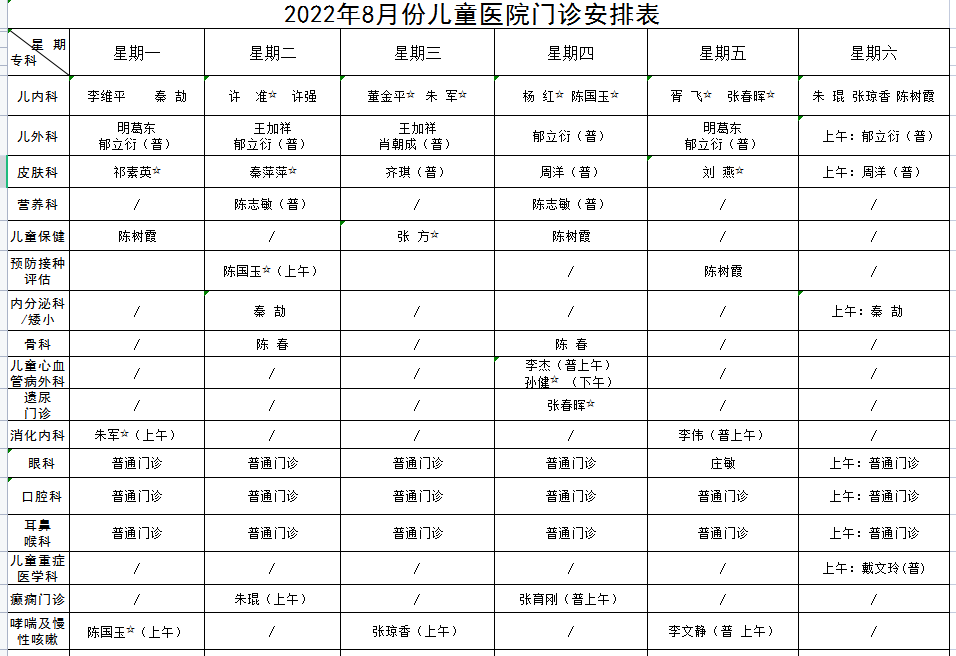 2022年8月份儿童医院门诊安排表
星 期
专科
星期一 星期二 星期三 星期四 星期五 星期六
儿内科 李维平 秦 劼 许 准☆ 许强 董金平☆ 朱 军☆ 杨 红☆ 陈国玉☆ 胥 飞☆ 张春晖☆ 朱 琨 张琼香 陈树霞
儿外科 明葛东 郁立衍（普） 王加祥 郁立衍（普） 王加祥 肖朝成（普） 郁立衍（普） 明葛东 郁立衍（普） 上午：郁立衍（普）
皮肤科 祁素英☆ 秦萍萍☆ 齐琪（普） 周洋（普） 刘 燕☆ 上午：周洋（普）
营养科 / 陈志敏（普） / 陈志敏（普） / /
儿童保健 陈树霞 / 张 方☆ 陈树霞 / /
预防接种
评估 陈国玉☆（上午） / 陈树霞 /
内分泌科
/矮小 / 秦 劼 / / / 上午：秦 劼
骨科 / 陈 春 / 陈 春 / /
儿童心血
管病外科 / / / 李杰（普上午） 孙健☆ （下午） / /
遗尿
门诊 / / / 张春晖☆ / /
消化内科 朱军☆（上午） / / / 李伟（普上午） /
眼科 普通门诊 普通门诊 普通门诊 普通门诊 庄敏 上午：普通门诊
口腔科 普通门诊 普通门诊 普通门诊 普通门诊 普通门诊 上午：普通门诊
耳鼻
喉科 普通门诊 普通门诊 普通门诊 普通门诊 普通门诊 上午：普通门诊
儿童重症
医学科 / / / / / 上午：戴文玲(普)
癫痫门诊 / 朱琨（上午） / 张育刚（普上午） / /
哮喘及慢
性咳嗽 陈国玉☆（上午） / 张琼香（上午） / 李文静（普 上午） /